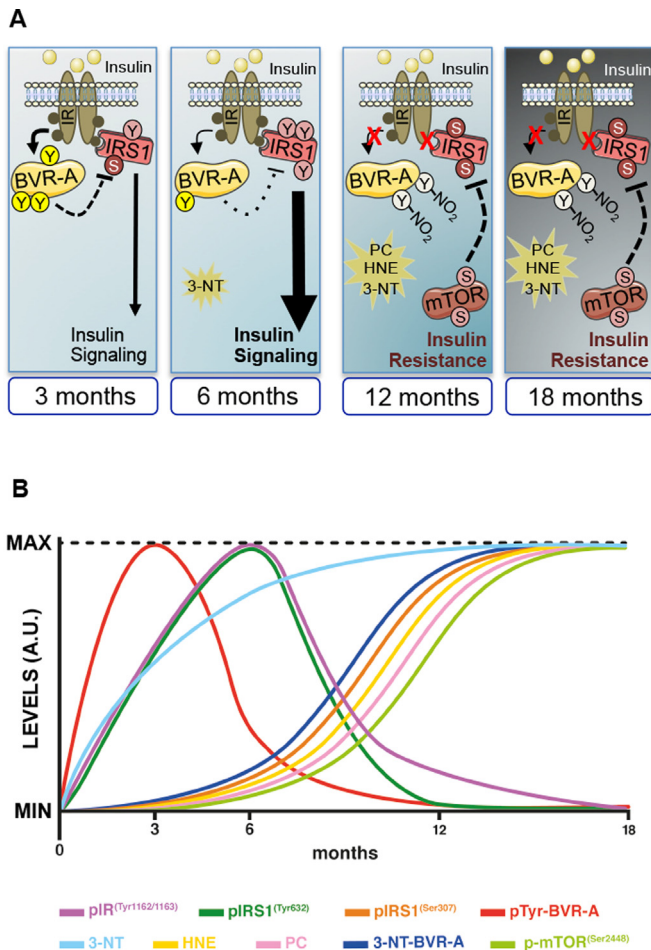 A
Insulin
IR
Y
IRS1
S
Y
BVR-A
Y Y
Insulin
Signaling
3 months
Insulin
IR
Y Y
IRS1
Y
BVR-A
Y
3-NT
Insulin
Signaling
6 months
Insulin
IR
X
X
S
IRS1
S
BVR-A
Y
Y
NO2
NO2
PC
HNE
3-NT
S
mTOR
S
Insulin
Resistance
12 months
Insulin
IR
X
X
S
IRS1
S
BVR-A
Y
Y
NO2
NO2
PC
HNE
3-NT
S
mTOR
S
Insulin
Resistance
18 months
B
MAX
LEVELS (A.U.)
MIN
0
3
6
12
18
months
pIR(Tyr1162/1163) pIRS1(Tyr632) pIRS1(Ser307) pTyr-BVR-A
3-NT HNE PC 3-NT-BVR-A p-mTOR(Ser2448)